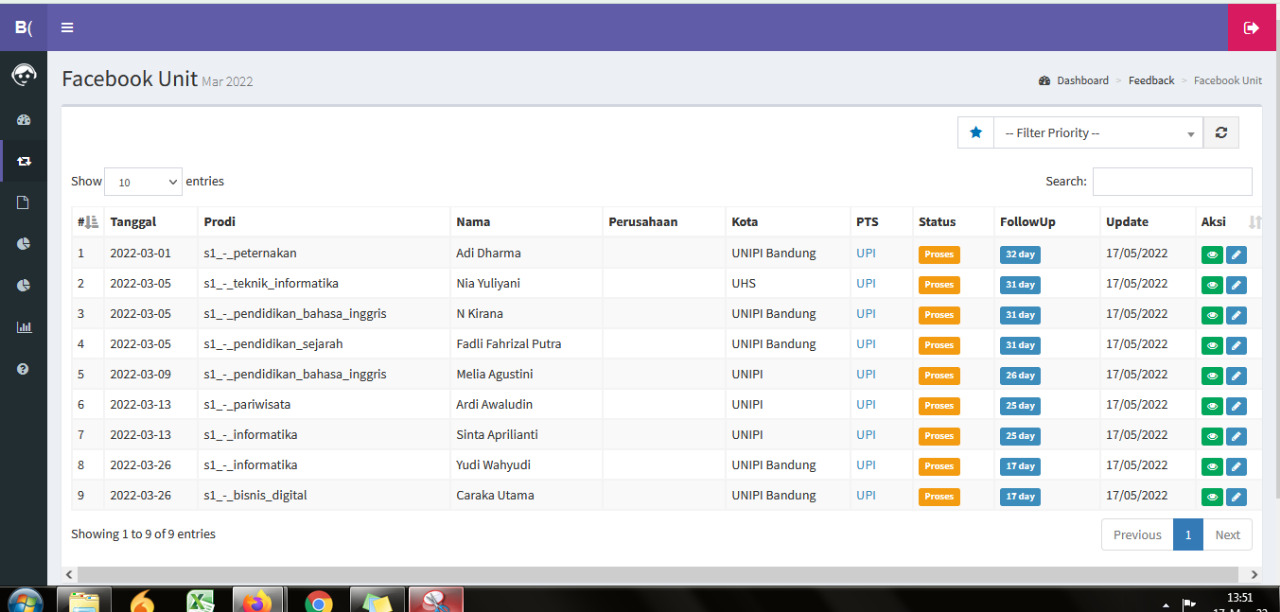 B(
Facebook Unit Mar 2022
Dashboard > Feedback > Facebook Unit
-- Filter Priority --
Show 10 entries Search:
# Tanggal Prodi Nama Perusahaan Kota PTS Status FollowUp Update Aksi
1 2022-03-01 s1_-_peternakan Adi Dharma UNIPI Bandung UPI Proses 32 day 17/05/2022
2 2022-03-05 s1_-_teknik_informatika Nia Yuliyani UHS UPI Proses 31 day 17/05/2022
3 2022-03-05 s1_-_pendidikan_bahasa_inggris N Kirana UNIPI Bandung UPI Proses 31 day 17/05/2022
4 2022-03-05 s1_-_pendidikan_sejarah Fadli Fahrizal Putra UNIPI Bandung UPI Proses 31 day 17/05/2022
5 2022-03-09 s1_-_pendidikan_bahasa_inggris Melia Agustini UNIPI UPI Proses 26 day 17/05/2022
6 2022-03-13 s1_-_pariwisata Ardi Awaludin UNIPI UPI Proses 25 day 17/05/2022
7 2022-03-13 s1_-_informatika Sinta Aprilianti UNIPI UPI Proses 25 day 17/05/2022
8 2022-03-26 s1_-_informatika Yudi Wahyudi UNIPI Bandung UPI Proses 17 day 17/05/2022
9 2022-03-26 s1_-_bisnis_digital Caraka Utama UNIPI Bandung UPI Proses 17 day 17/05/2022
Showing 1 to 9 of 9 entries Previous 1 Next
13:51